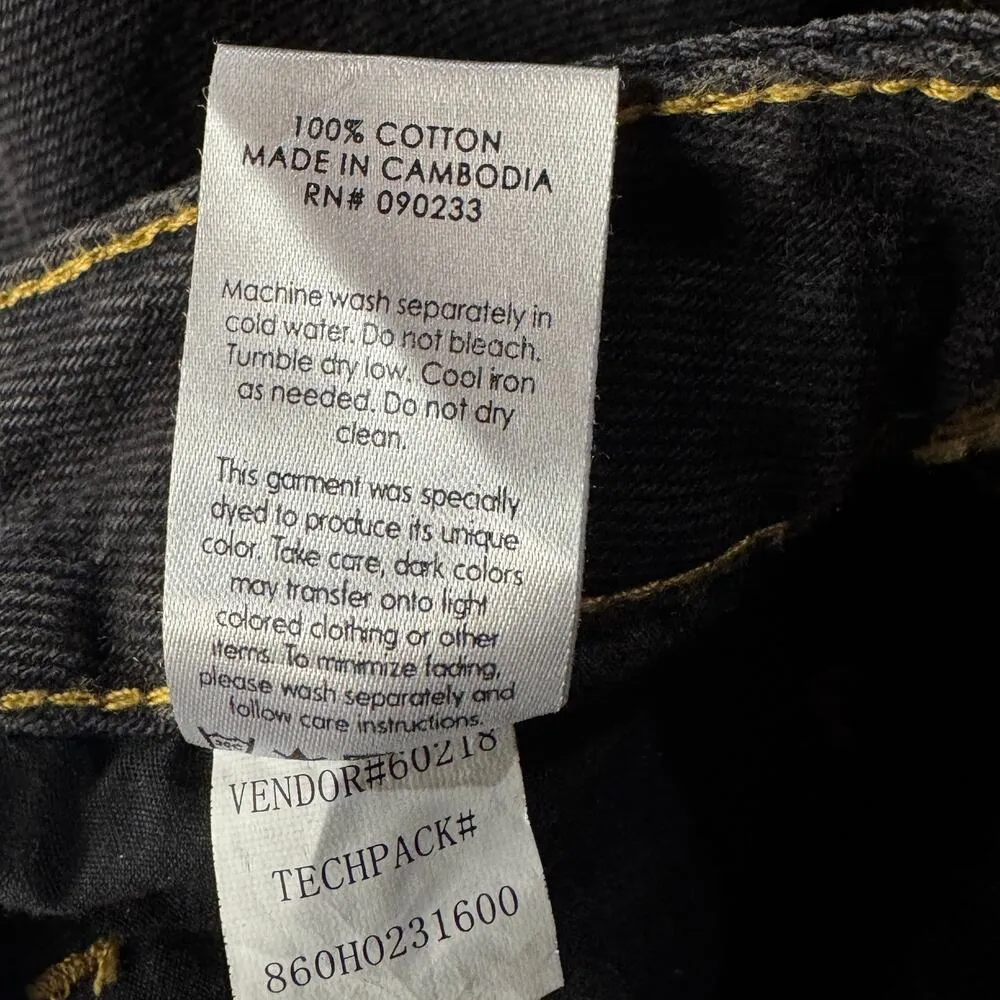 100% COTTON
MADE IN CAMBODIA
RN# 090233
Machine wash separately in
cold water. Do not bleach.
Tumble dry low. Cool iron
as needed. Do not dry
clean.
This garment was specially
dyed to produce its unique
color. Take care, dark colors
may transfer onto light
colored clothing or other
items. To minimize fading,
please wash separately and
follow care instructions.
VENDOR#60218
TECHPACK#
860H0231600